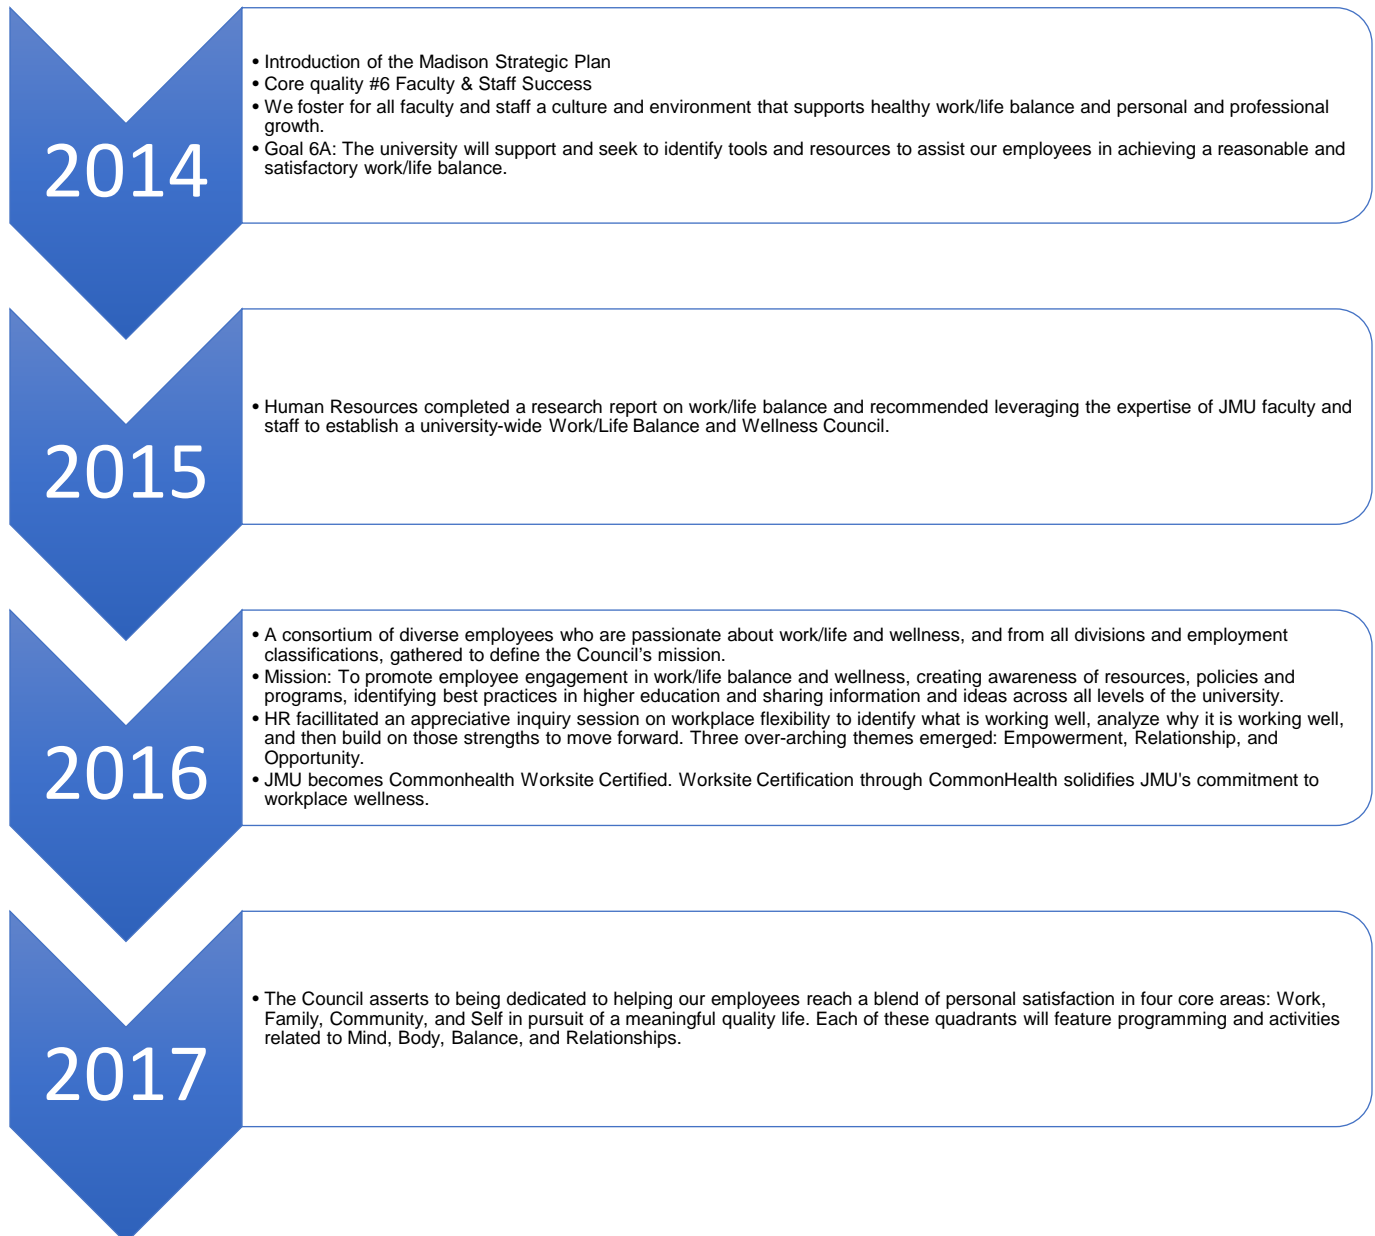 2014
• Introduction of the Madison Strategic Plan
• Core quality #6 Faculty & Staff Success
• We foster for all faculty and staff a culture and environment that supports healthy work/life balance and personal and professional
growth.
• Goal 6A: The university will support and seek to identify tools and resources to assist our employees in achieving a reasonable and
satisfactory work/life balance.
2015
• Human Resources completed a research report on work/life balance and recommended leveraging the expertise of JMU faculty and
staff to establish a university-wide Work/Life Balance and Wellness Council.
2016
• A consortium of diverse employees who are passionate about work/life and wellness, and from all divisions and employment
classifications, gathered to define the Council’s mission.
• Mission: To promote employee engagement in work/life balance and wellness, creating awareness of resources, policies and
programs, identifying best practices in higher education and sharing information and ideas across all levels of the university.
• HR facillitated an appreciative inquiry session on workplace flexibility to identify what is working well, analyze why it is working well,
and then build on those strengths to move forward. Three over-arching themes emerged: Empowerment, Relationship, and
Opportunity.
• JMU becomes Commonhealth Worksite Certified. Worksite Certification through CommonHealth solidifies JMU's commitment to
workplace wellness.
2017
• The Council asserts to being dedicated to helping our employees reach a blend of personal satisfaction in four core areas: Work,
Family, Community, and Self in pursuit of a meaningful quality life. Each of these quadrants will feature programming and activities
related to Mind, Body, Balance, and Relationships.